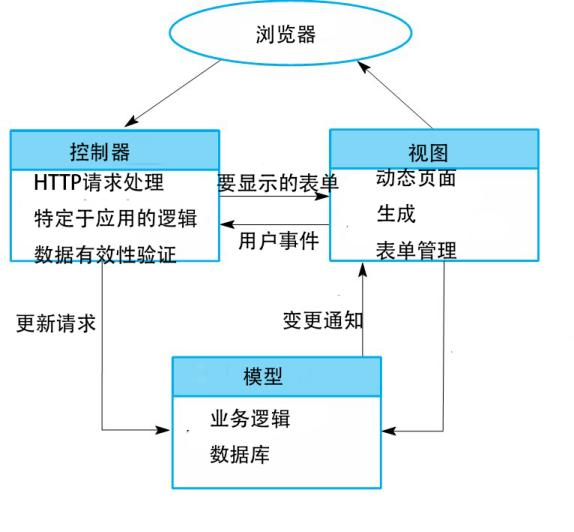 浏览器
控制器
HTTP请求处理
特定于应用的逻辑
数据有效性验证
要显示的表单
用户事件
视图
动态页面
生成
表单管理
更新请求
变更通知
模型
业务逻辑
数据库